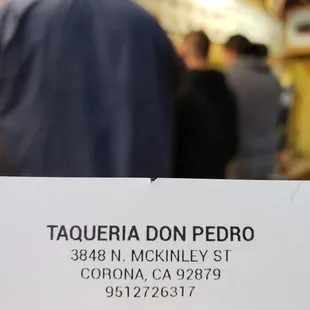 TAQUERIA DON PEDRO
3848 N. MCKINLEY ST
CORONA, CA 92879
9512726317